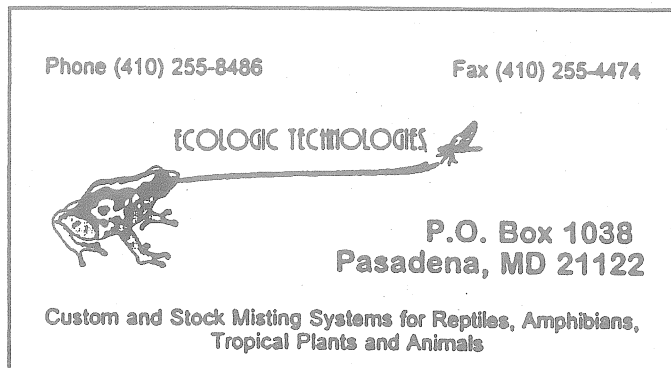 Phone (410) 255-8486 Fax (410) 255-4474
ECOLOGIC TECHNOLOGIES
P.O. Box 1038
Pasadena, MD 21122
Custom and Stock Misting Systems for Reptiles, Amphibians,
Tropical Plants and Animals